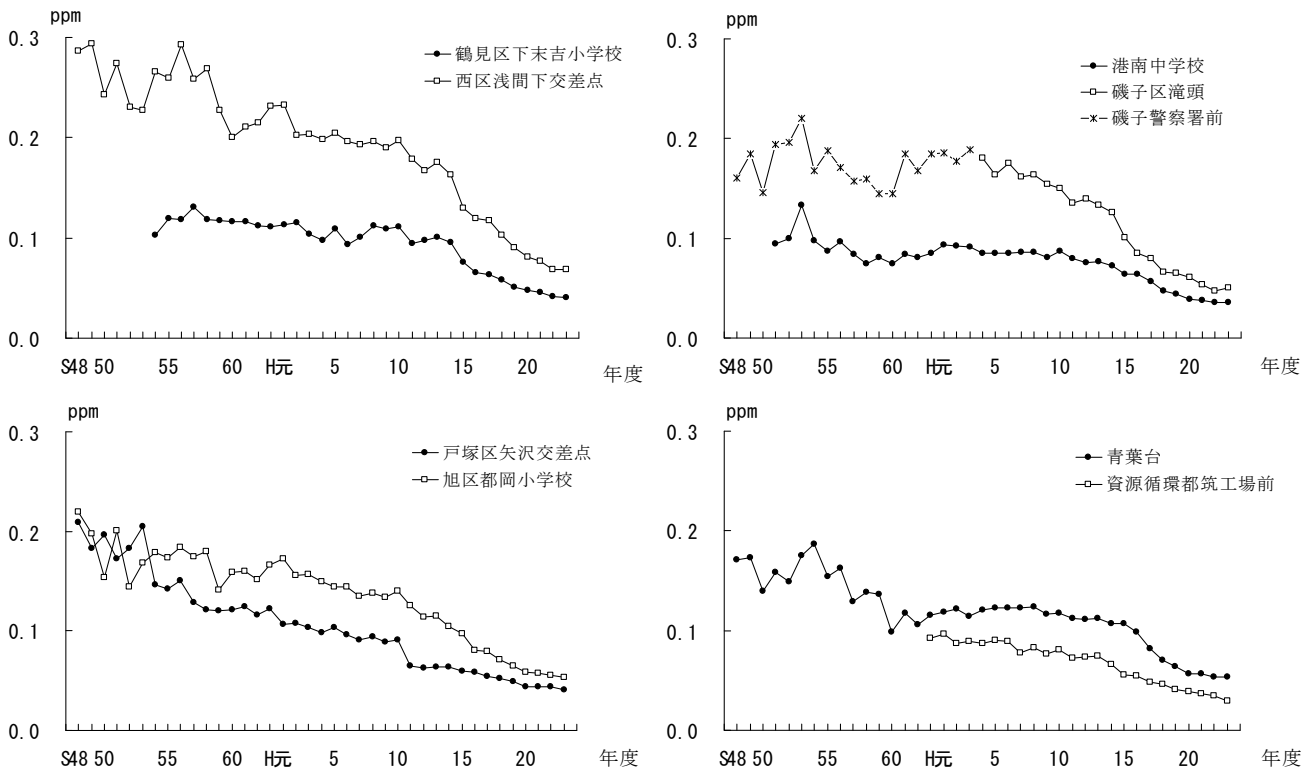 ppm
0.3
0.2
0.1
0.0
鶴見区下末吉小学校
西区浅間下交差点
S48 50 55 60 H元 5 10 15 20 年度
ppm
0.3
0.2
0.1
0.0
港南中学校
磯子区滝頭
磯子警察署前
S48 50 55 60 H元 5 10 15 20 年度
ppm
0.3
0.2
0.1
0.0
戸塚区矢沢交差点
旭区都岡小学校
S48 50 55 60 H元 5 10 15 20 年度
ppm
0.3
0.2
0.1
0.0
青葉台
資源循環都筑工場前
S48 50 55 60 H元 5 10 15 20 年度